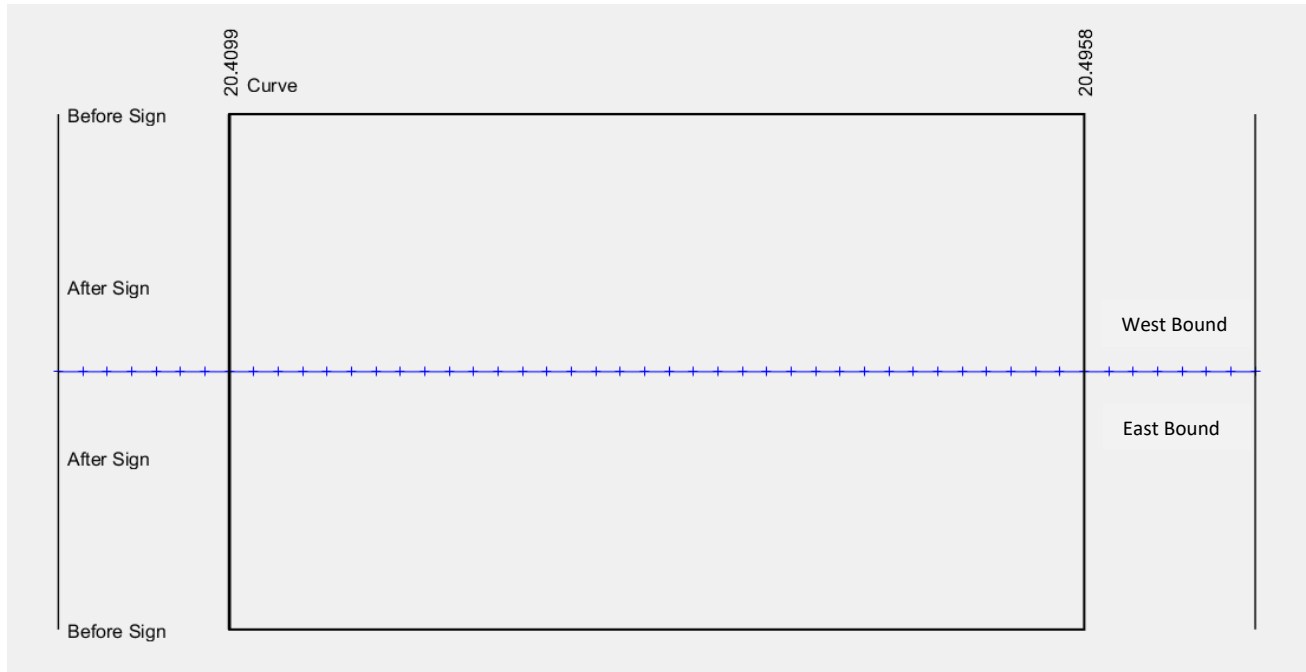 20.4099
Curve
20.4958
Before Sign
After Sign
West Bound
East Bound
After Sign
Before Sign